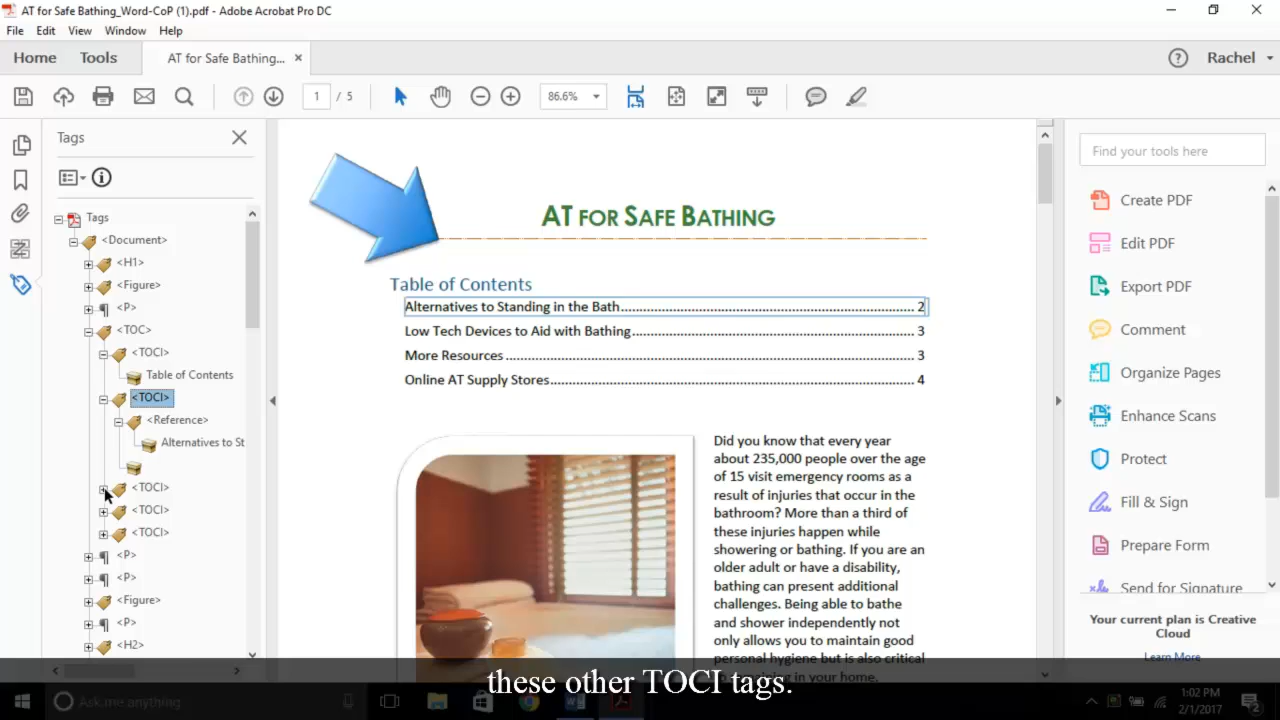 AT for Safe Bathing_Word-CoP (1).pdf - Adobe Acrobat Pro DC
File Edit View Window Help
Home Tools AT for Safe Bathing... × Rachel
1 / 5 86.6%
Tags
Tags
<Document>
<H1>
<Figure>
<P>
<TOC>
<TOCI>
Table of Contents
<TOCI>
<Reference>
Alternatives to St
<TOCI>
<TOCI>
<TOCI>
<P>
<P>
<Figure>
<P>
<H2>
AT FOR SAFE BATHING
Table of Contents
Alternatives to Standing in the Bath........ 2
Low Tech Devices to Aid with Bathing........ 3
More Resources ........ 3
Online AT Supply Stores........ 4
Did you know that every year
about 235,000 people over the age
of 15 visit emergency rooms as a
result of injuries that occur in the
bathroom? More than a third of
these injuries happen while
showering or bathing. If you are an
older adult or have a disability,
bathing can present additional
challenges. Being able to bathe
and shower independently not
only allows you to maintain good
personal hygiene but is also critical
in your home.
Find your tools here
Create PDF
Edit PDF
Export PDF
Comment
Organize Pages
Enhance Scans
Protect
Fill & Sign
Prepare Form
Send for Signature
Your current plan is Creative
Cloud
Learn More
these other TOCI tags.
Ask me anything
1:02 PM
2/1/2017
2